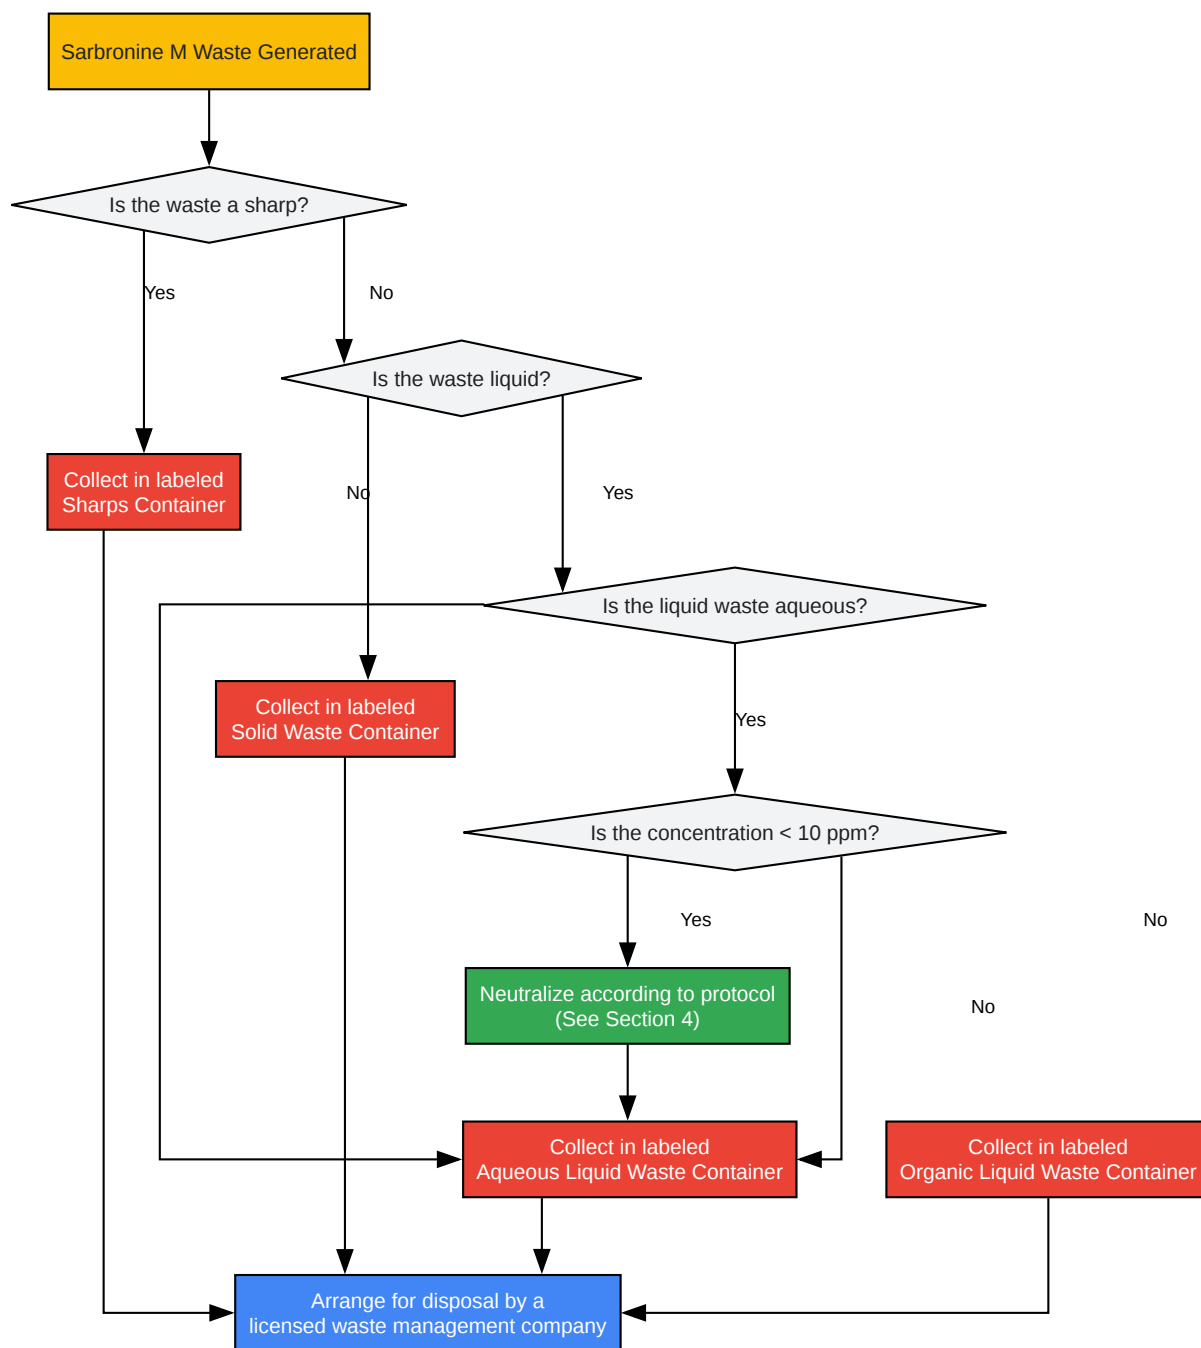 Sarbronine M Waste Generated
Is the waste a sharp?
Yes
No
Is the waste liquid?
Collect in labeled
Sharps Container
No
Yes
Is the liquid waste aqueous?
Collect in labeled
Solid Waste Container
Yes
Is the concentration < 10 ppm?
Yes
No
Neutralize according to protocol
(See Section 4)
No
Collect in labeled
Aqueous Liquid Waste Container
Collect in labeled
Organic Liquid Waste Container
Arrange for disposal by a
licensed waste management company